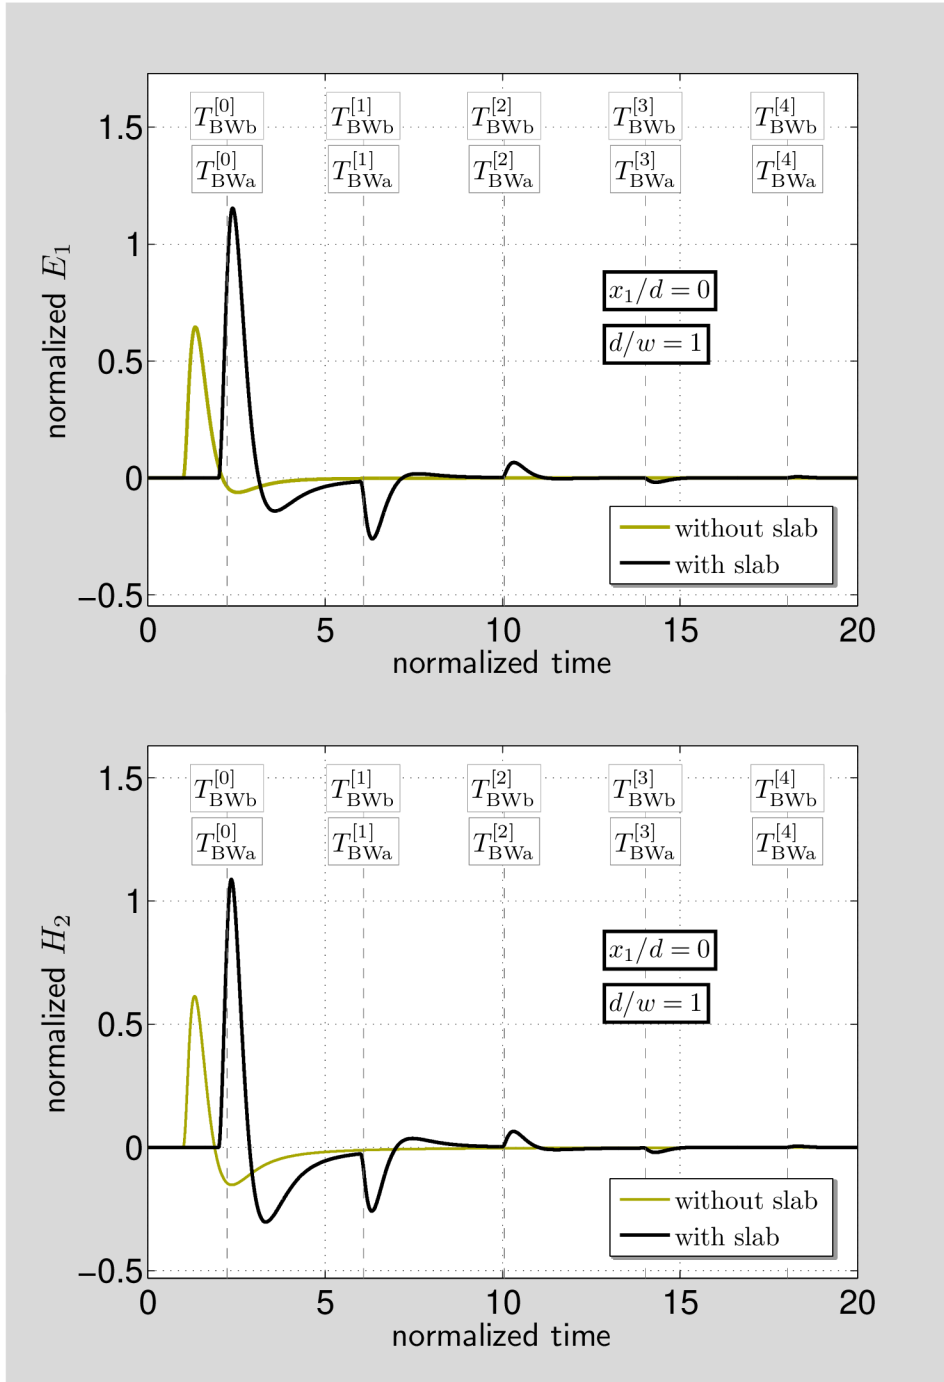 1.5
1
0.5
0
−0.5
normalized E₁
T_BWb^[0] T_BWb^[1] T_BWb^[2] T_BWb^[3] T_BWb^[4]
T_BWa^[0] T_BWa^[1] T_BWa^[2] T_BWa^[3] T_BWa^[4]
x₁/d = 0
d/w = 1
without slab
with slab
0 5 10 15 20
normalized time
1.5
1
0.5
0
−0.5
normalized H₂
T_BWb^[0] T_BWb^[1] T_BWb^[2] T_BWb^[3] T_BWb^[4]
T_BWa^[0] T_BWa^[1] T_BWa^[2] T_BWa^[3] T_BWa^[4]
x₁/d = 0
d/w = 1
without slab
with slab
0 5 10 15 20
normalized time